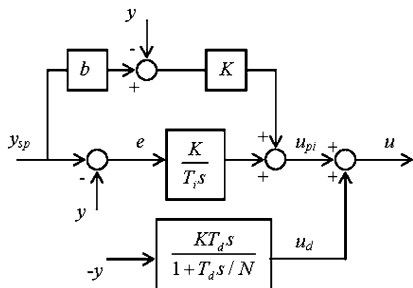 y
-
b
K
+
y_sp
e
K
T_i s
+
+
u_pi
+
+
u
-
y
KT_d s
1+T_d s/N
u_d
-y